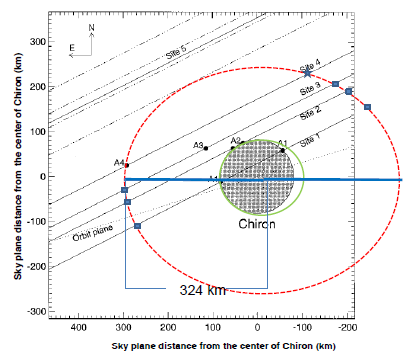 N
E
Site 5
Site 4
Site 3
Site 2
Site 1
A4
A3
A2
A1
A1
Chiron
Orbit plane
324 km
300
200
100
0
-100
-200
-300
400 300 200 100 0 -100 -200
Sky plane distance from the center of Chiron (km)
Sky plane distance from the center of Chiron (km)